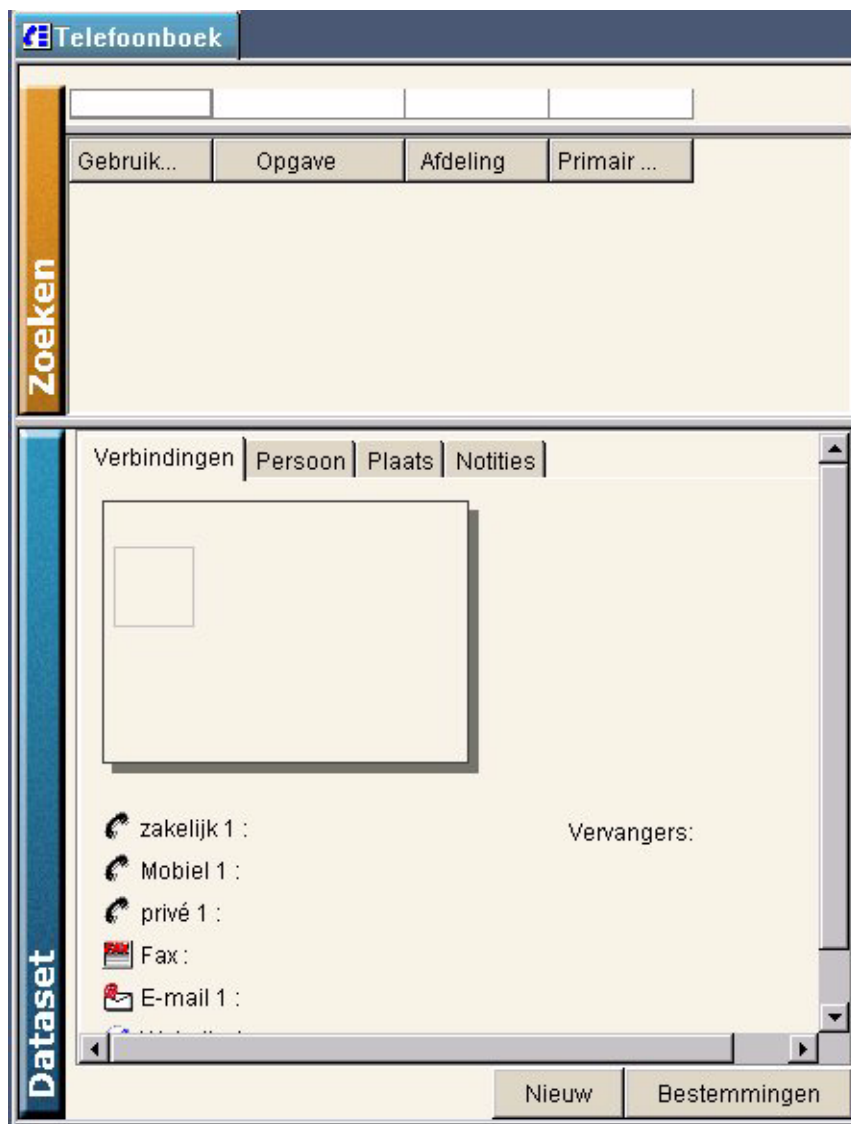 Telefoonboek
Zoeken
Gebruik... Opgave Afdeling Primair ...
Dataset
Verbindingen Persoon Plaats Notities
zakelijk 1 : Vervangers:
Mobiel 1 :
privé 1 :
FAX Fax :
E-mail 1 :
Nieuw Bestemmingen